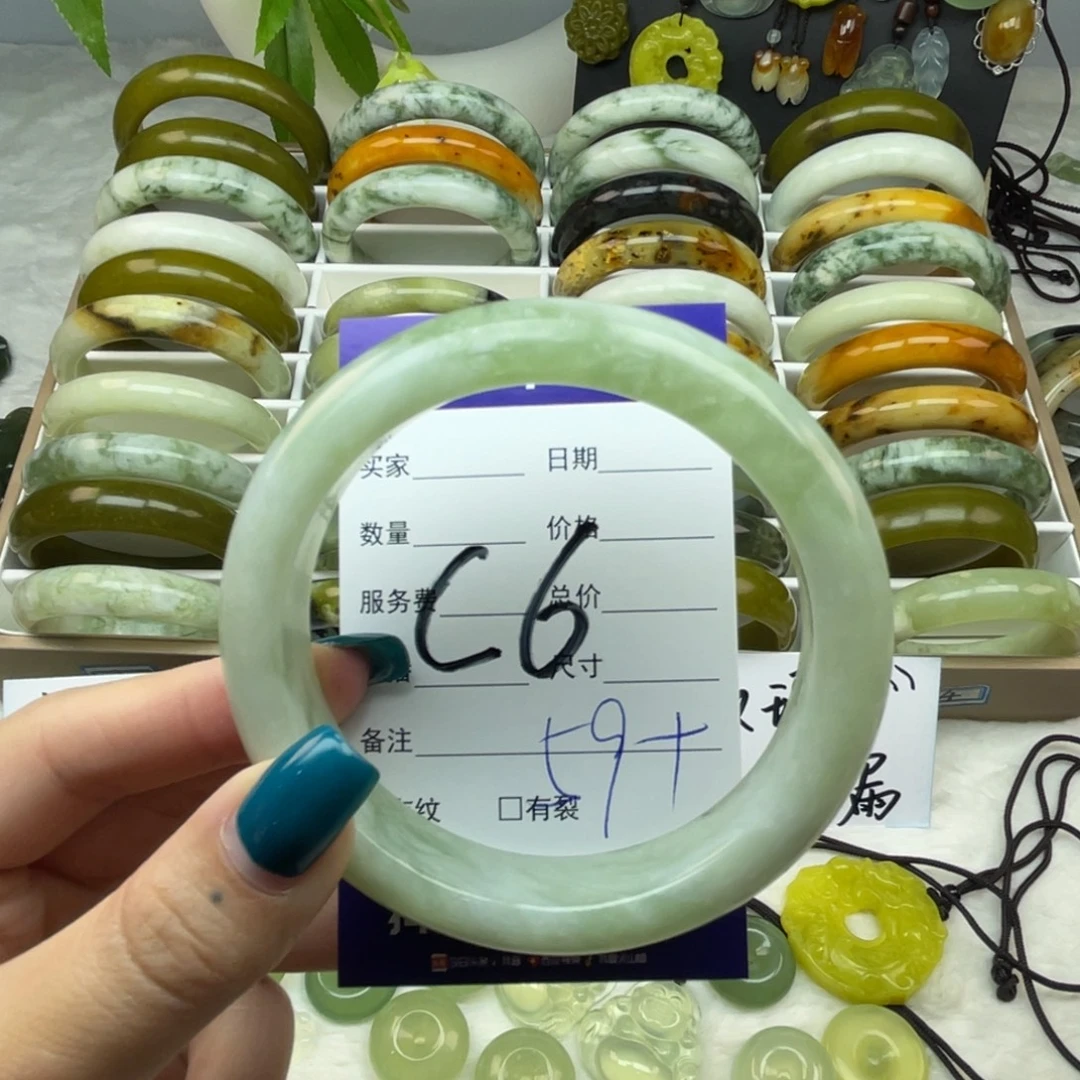 买家 日期
数量 价格
服务费 总价
C6
尺寸
备注
59+
纹 □有裂
漏